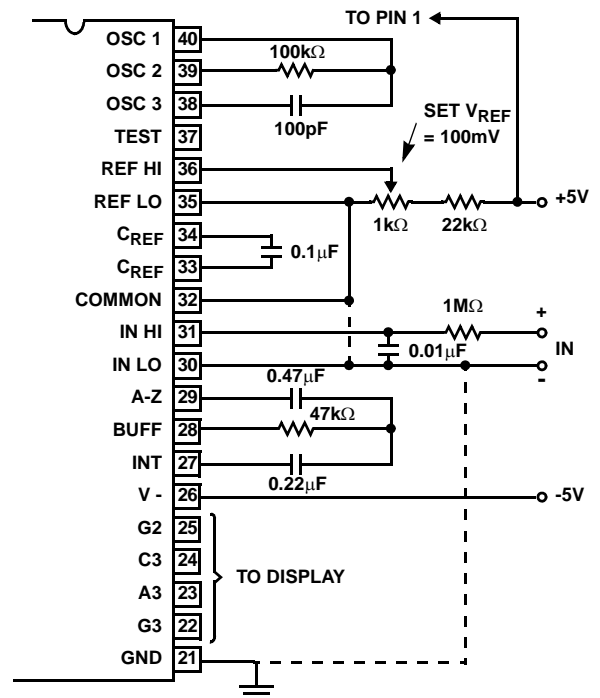 TO PIN 1
OSC 1 40
100kΩ
OSC 2 39
OSC 3 38
100pF
SET VREF
= 100mV
TEST 37
REF HI 36
REF LO 35
+5V
1kΩ
22kΩ
CREF 34
0.1μF
CREF 33
COMMON 32
1MΩ
+
IN HI 31
0.01μF
IN
IN LO 30
-
0.47μF
A-Z 29
47kΩ
BUFF 28
INT 27
0.22μF
V - 26
-5V
G2 25
C3 24
TO DISPLAY
A3 23
G3 22
GND 21